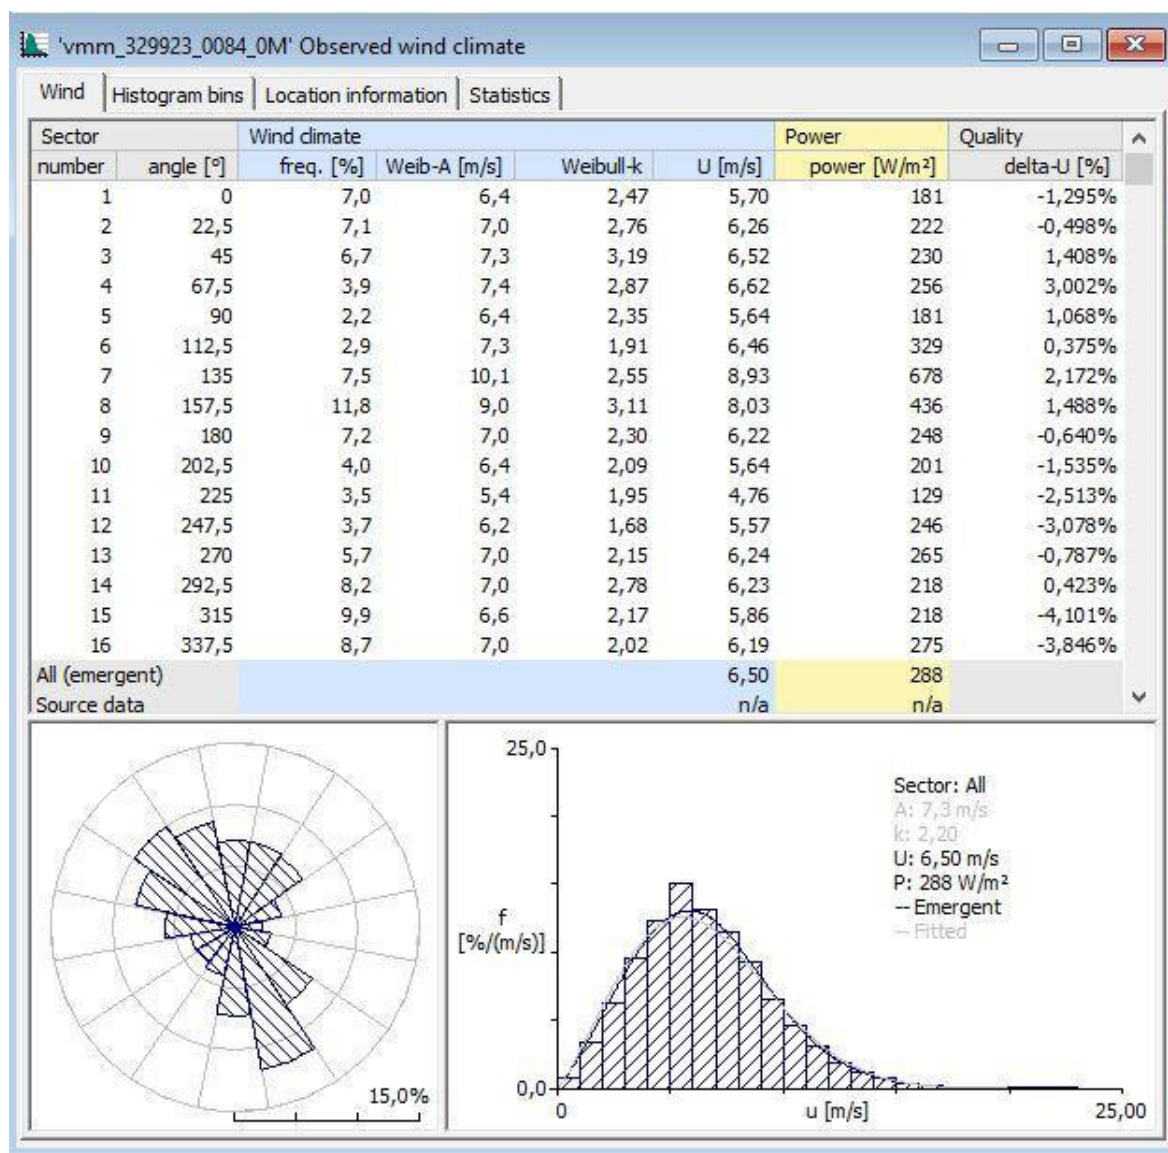 'vmm_329923_0084_0M' Observed wind climate
Wind Histogram bins Location information Statistics
Sector Wind climate Power Quality
number angle [°] freq. [%] Weib-A [m/s] Weibull-k U [m/s] power [W/m²] delta-U [%]
1 0 7,0 6,4 2,47 5,70 181 -1,295%
2 22,5 7,1 7,0 2,76 6,26 222 -0,498%
3 45 6,7 7,3 3,19 6,52 230 1,408%
4 67,5 3,9 7,4 2,87 6,62 256 3,002%
5 90 2,2 6,4 2,35 5,64 181 1,068%
6 112,5 2,9 7,3 1,91 6,46 329 0,375%
7 135 7,5 10,1 2,55 8,93 678 2,172%
8 157,5 11,8 9,0 3,11 8,03 436 1,488%
9 180 7,2 7,0 2,30 6,22 248 -0,640%
10 202,5 4,0 6,4 2,09 5,64 201 -1,535%
11 225 3,5 5,4 1,95 4,76 129 -2,513%
12 247,5 3,7 6,2 1,68 5,57 246 -3,078%
13 270 5,7 7,0 2,15 6,24 265 -0,787%
14 292,5 8,2 7,0 2,78 6,23 218 0,423%
15 315 9,9 6,6 2,17 5,86 218 -4,101%
16 337,5 8,7 7,0 2,02 6,19 275 -3,846%
All (emergent) 6,50 288
Source data n/a n/a
15,0%
25,0
f
[%/(m/s)]
0,0
0 u [m/s] 25,00
Sector: All
A: 7,3 m/s
k: 2,20
U: 6,50 m/s
P: 288 W/m²
-- Emergent
-- Fitted